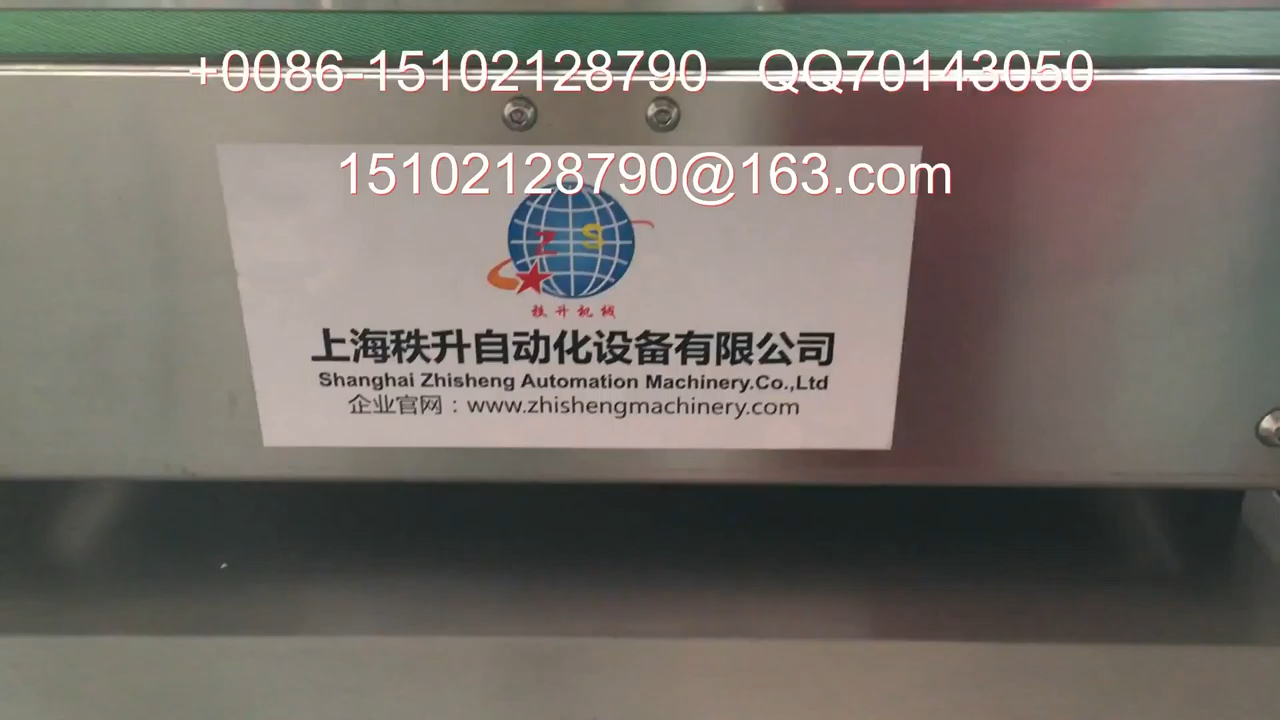 +0086-15102128790 QQ70143050
15102128790@163.com
Z S
秩升机械
上海秩升自动化设备有限公司
Shanghai Zhisheng Automation Machinery.Co.,Ltd
企业官网：www.zhishengmachinery.com